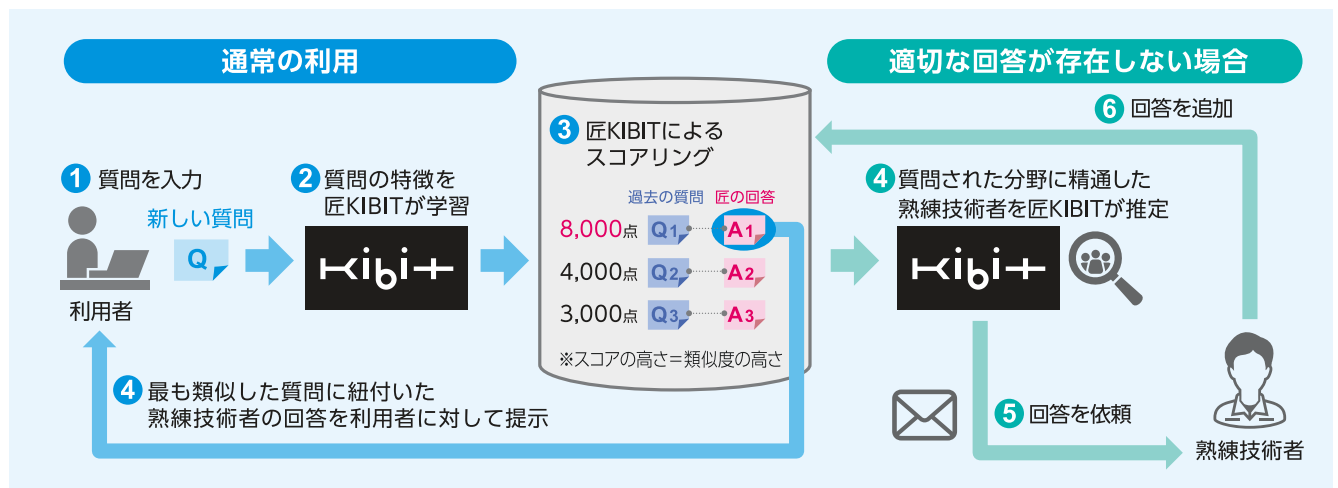 通常の利用
適切な回答が存在しない場合
1 質問を入力
新しい質問
Q
利用者
2 質問の特徴を
匠KIBITが学習
kibit
3 匠KIBITによる
スコアリング
過去の質問 匠の回答
8,000点 Q1 A1
4,000点 Q2 A2
3,000点 Q3 A3
※スコアの高さ=類似度の高さ
4 最も類似した質問に紐付いた
熟練技術者の回答を利用者に対して提示
4 質問された分野に精通した
熟練技術者を匠KIBITが推定
kibit
5 回答を依頼
熟練技術者
6 回答を追加